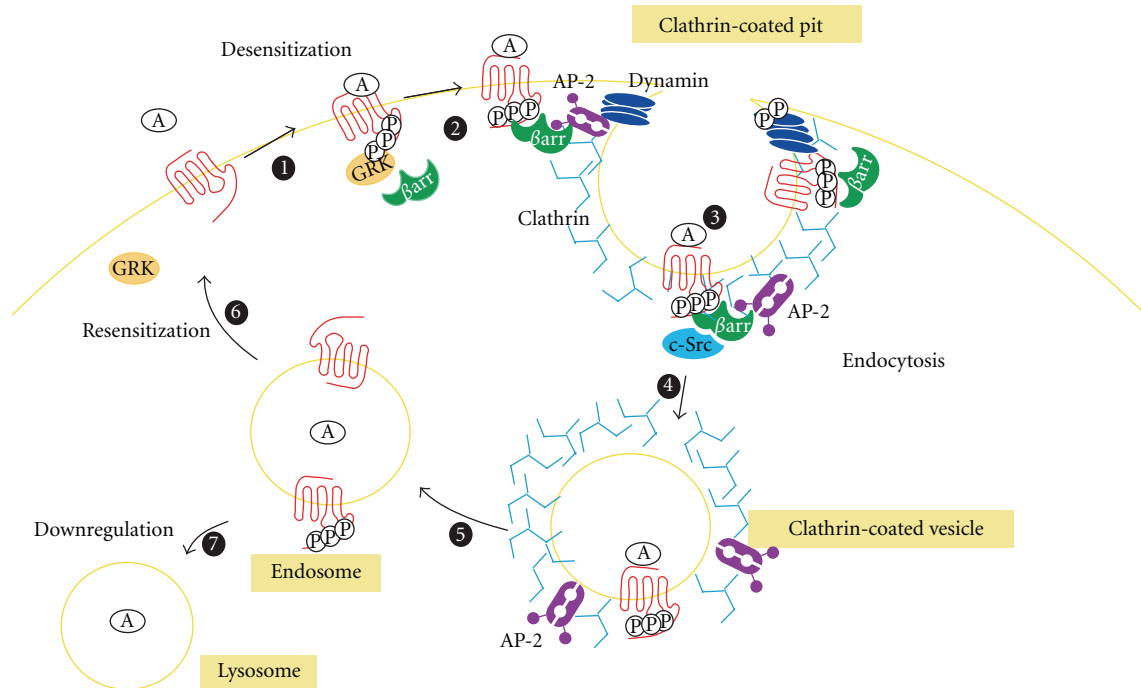 Clathrin-coated pit
Desensitization
A
A
A
AP-2
Dynamin
P
P
P
P
P
P
P
P
2
βarr
P
P
P
GRK
1
βarr
P
P
P
βarr
Clathrin
3
A
GRK
P
P
P
βarr
AP-2
6
Resensitization
c-Src
Endocytosis
4
A
Downregulation
7
P
P
P
5
Clathrin-coated vesicle
Endosome
A
A
P
P
P
AP-2
Lysosome